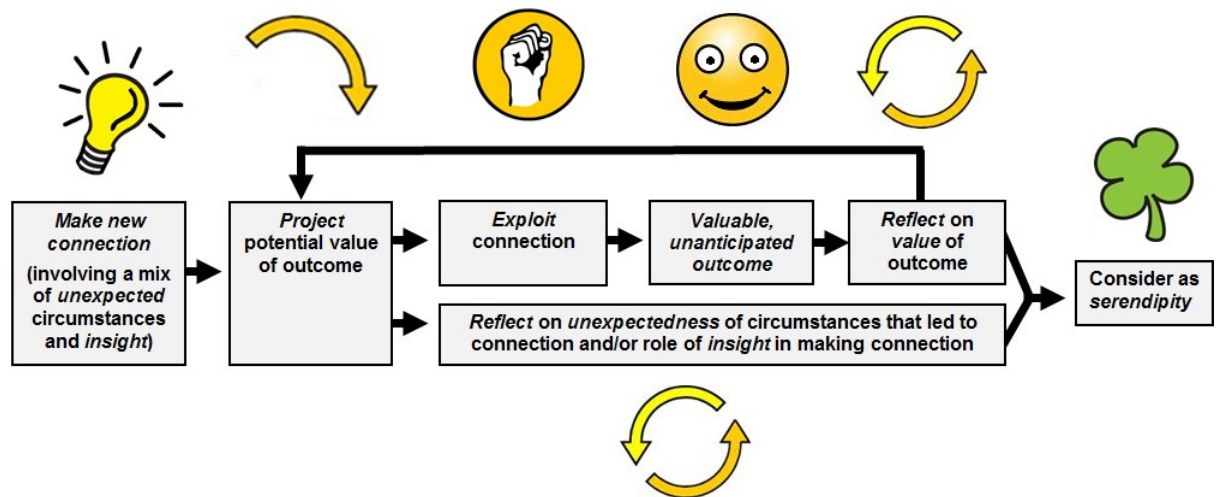 Make new
connection
(involving a mix
of unexpected
circumstances
and insight)
Project
potential value
of outcome
Exploit
connection
Valuable,
unanticipated
outcome
Reflect on
value of
outcome
Reflect on unexpectedness of circumstances that led to
connection and/or role of insight in making connection
Consider as
serendipity